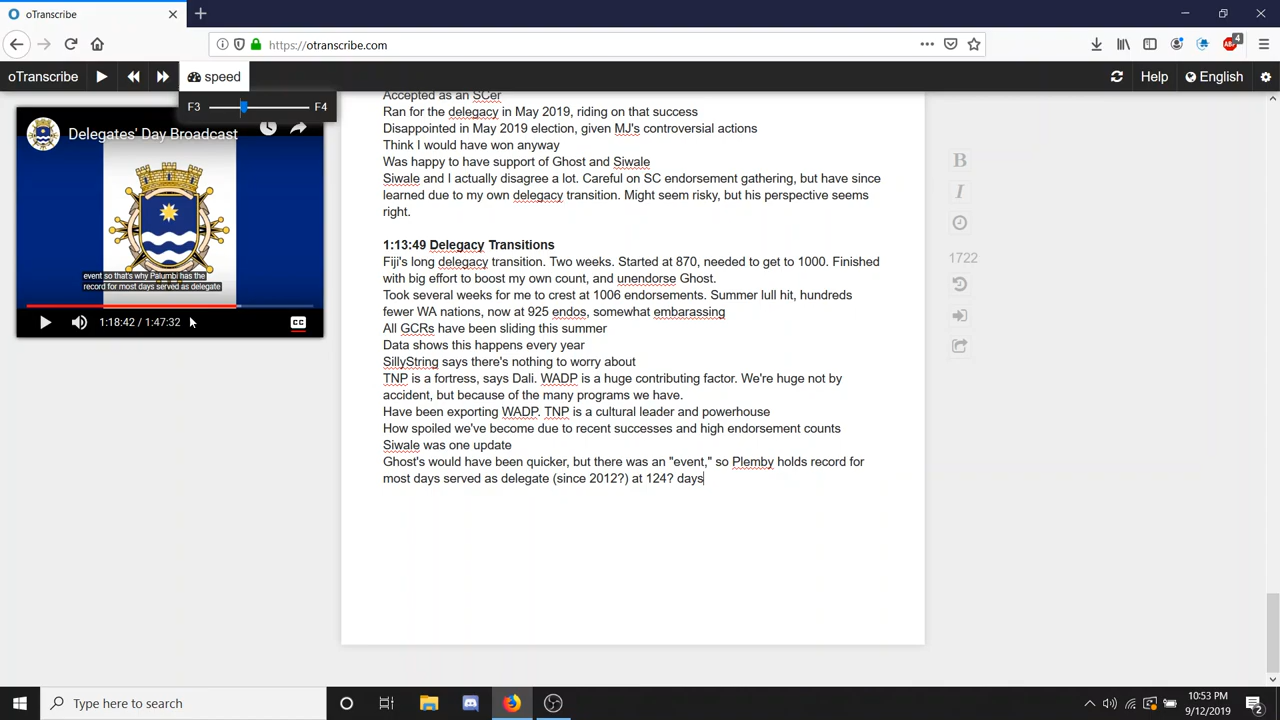 oTranscribe
https://otranscribe.com
4
oTranscribe
speed
Help
English
F3
F4
Delegates' Day Broadcast
event so that's why Palumbi has the
record for most days served as delegate
1:18:42 / 1:47:32
CC
Accepted as an SCer
Ran for the delegacy in May 2019, riding on that success
Disappointed in May 2019 election, given MJ's controversial actions
Think I would have won anyway
Was happy to have support of Ghost and Siwale
Siwale and I actually disagree a lot. Careful on SC endorsement gathering, but have since
learned due to my own delegacy transition. Might seem risky, but his perspective seems
right.
1:13:49 Delegacy Transitions
Fiji's long delegacy transition. Two weeks. Started at 870, needed to get to 1000. Finished
with big effort to boost my own count, and unendorse Ghost.
Took several weeks for me to crest at 1006 endorsements. Summer lull hit, hundreds
fewer WA nations, now at 925 endos, somewhat embarassing
All GCRs have been sliding this summer
Data shows this happens every year
SillyString says there's nothing to worry about
TNP is a fortress, says Dali. WADP is a huge contributing factor. We're huge not by
accident, but because of the many programs we have.
Have been exporting WADP. TNP is a cultural leader and powerhouse
How spoiled we've become due to recent successes and high endorsement counts
Siwale was one update
Ghost's would have been quicker, but there was an "event," so Plemby holds record for
most days served as delegate (since 2012?) at 124? days
B
I
1722
Type here to search
10:53 PM
9/12/2019
2